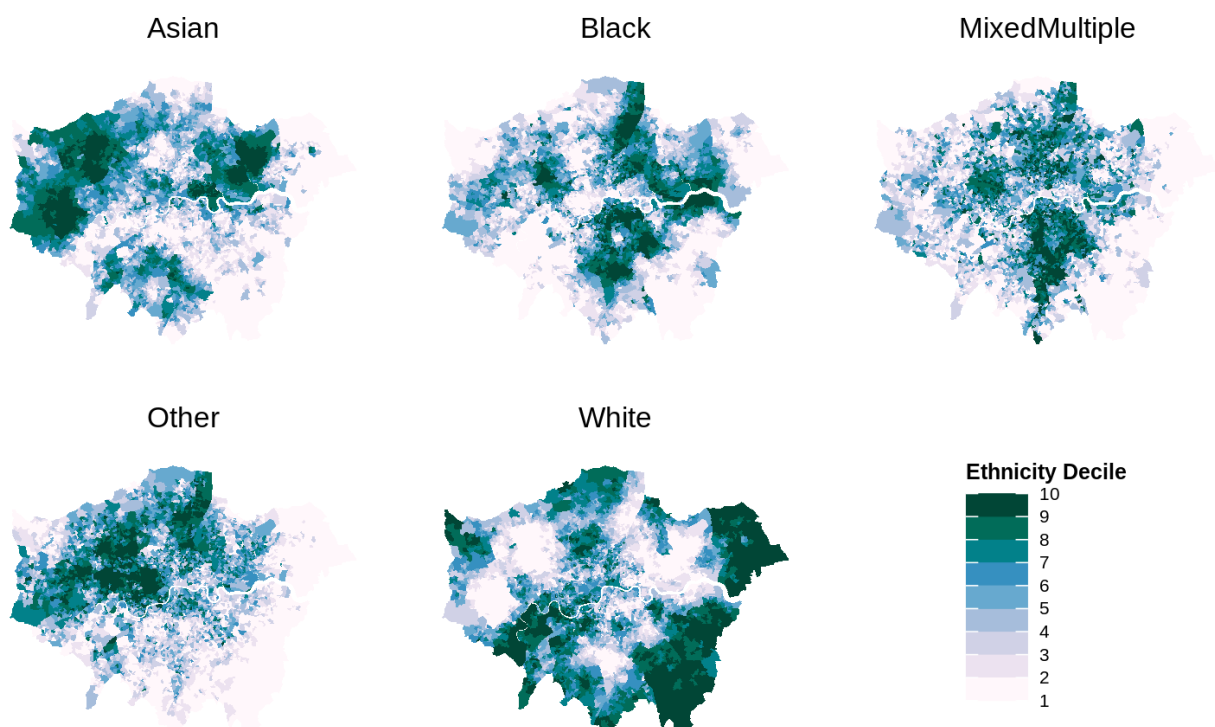 Asian
Black
MixedMultiple
Other
White
Ethnicity Decile
10
9
8
7
6
5
4
3
2
1